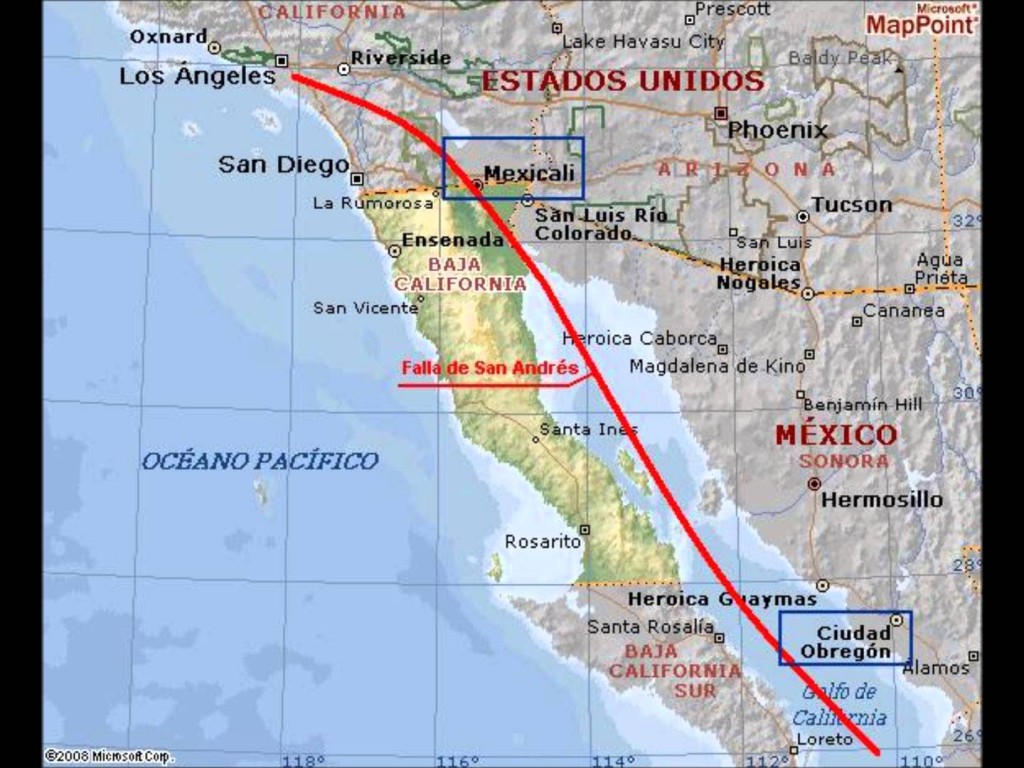 CALIFORNIA
Prescott
Microsoft®
MapPoint®
Oxnard
Lake Havasu City
Riverside
Baldy Peak
Los Ángeles
ESTADOS UNIDOS
Phoenix
San Diego
Mexicali
ARIZONA
La Rumorosa
San Luis Río
Colorado
Tucson
32°
San Luis
Ensenada
BAJA
CALIFORNIA
Heroica
Nogales
Agua
Prieta
San Vicente
Cananea
Heroica Caborca
Magdalena de Kino
Falla de San Andrés
30°
Benjamín Hill
Santa Inés
MÉXICO
SONORA
OCÉANO PACÍFICO
Hermosillo
Rosarito
28°
Heroica Guaymas
Santa Rosalía
Ciudad
Obregón
BAJA
CALIFORNIA
SUR
Álamos
Golfo de
California
Loreto
26°
©2008 Microsoft Corp.
118°
116°
114°
112°
110°